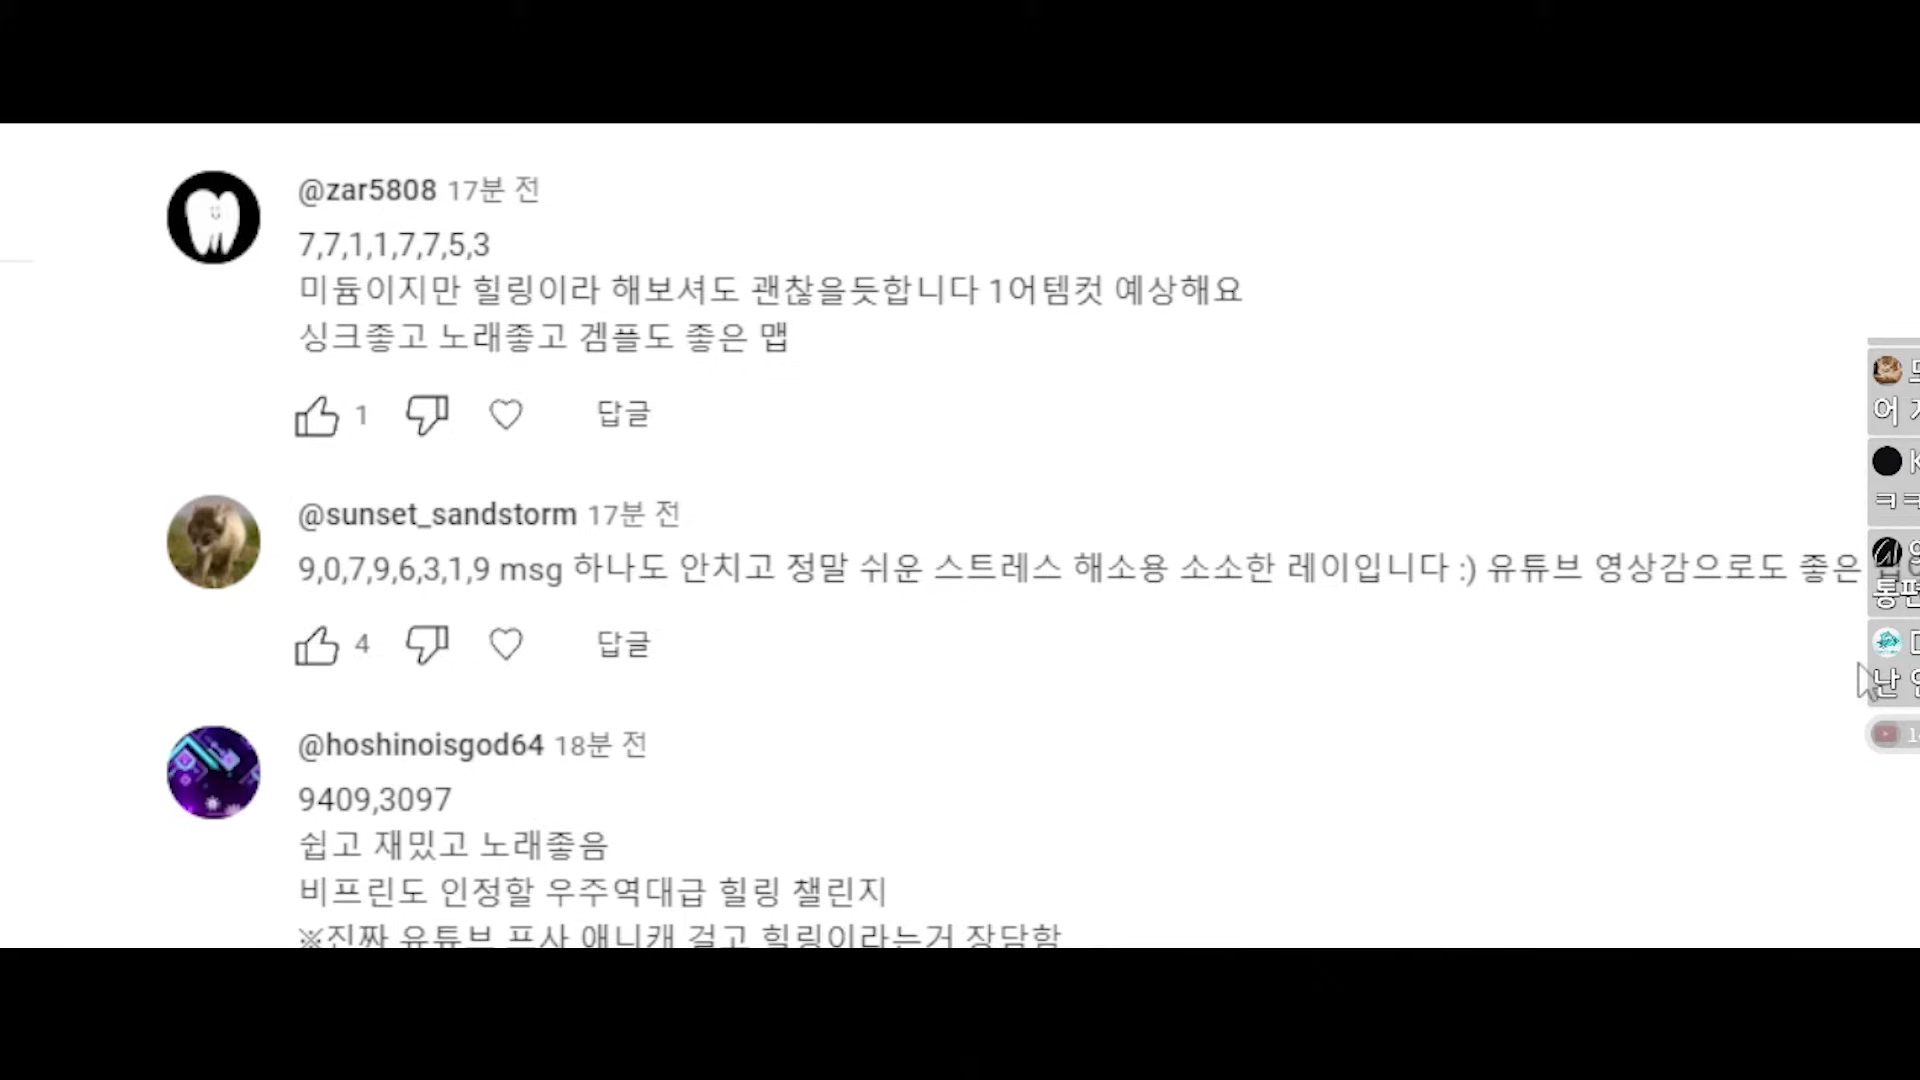 @zar5808 17분 전
7,7,1,1,7,7,5,3
미듐이지만 힐링이라 해보셔도 괜찮을듯합니다 1어템컷 예상해요
싱크좋고 노래좋고 겜플도 좋은 맵
1 답글
@sunset_sandstorm 17분 전
9,0,7,9,6,3,1,9 msg 하나도 안치고 정말 쉬운 스트레스 해소용 소소한 레이입니다 :) 유튜브 영상감으로도 좋은
4 답글
@hoshinoisgod64 18분 전
9409,3097
쉽고 재밌고 노래좋음
비프린도 인정할 우주역대급 힐링 챌린지
※진짜 유튜브 프사 애니캐 걸고 힐링이라는거 장담함
어
ㅋㅋ
난